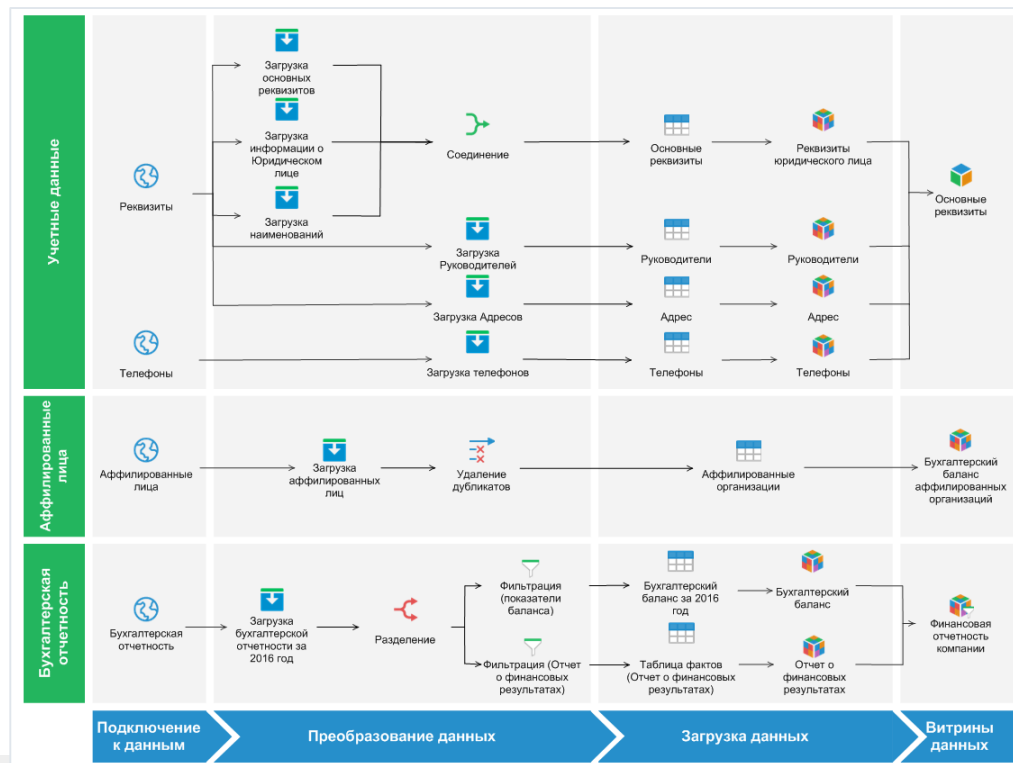 Учетные данные
Реквизиты
Загрузка
основных
реквизитов
Загрузка
информации о
Юридическом
лице
Загрузка
наименований
Соединение
Основные
реквизиты
Реквизиты
юридического лица
Основные
реквизиты
Загрузка
Руководителей
Руководители
Руководители
Загрузка Адресов
Адрес
Адрес
Телефоны
Загрузка телефонов
Телефоны
Телефоны
Аффилированные
лица
Аффилированные
лица
Загрузка
аффилированных
лиц
Удаление
дубликатов
Аффилированные
организации
Бухгалтерский
баланс
аффилированных
организаций
Бухгалтерская
отчетность
Бухгалтерская
отчетность
Загрузка
бухгалтерской
отчетности за
2016 год
Разделение
Фильтрация
(показатели
баланса)
Бухгалтерский
баланс за 2016
год
Бухгалтерский
баланс
Фильтрация (Отчет
о финансовых
результатах)
Таблица фактов
(Отчет о финансовых
результатах)
Отчет о
финансовых
результатах
Финансовая
отчетность
компании
Подключение
к данным
Преобразование данных
Загрузка данных
Витрины
данных